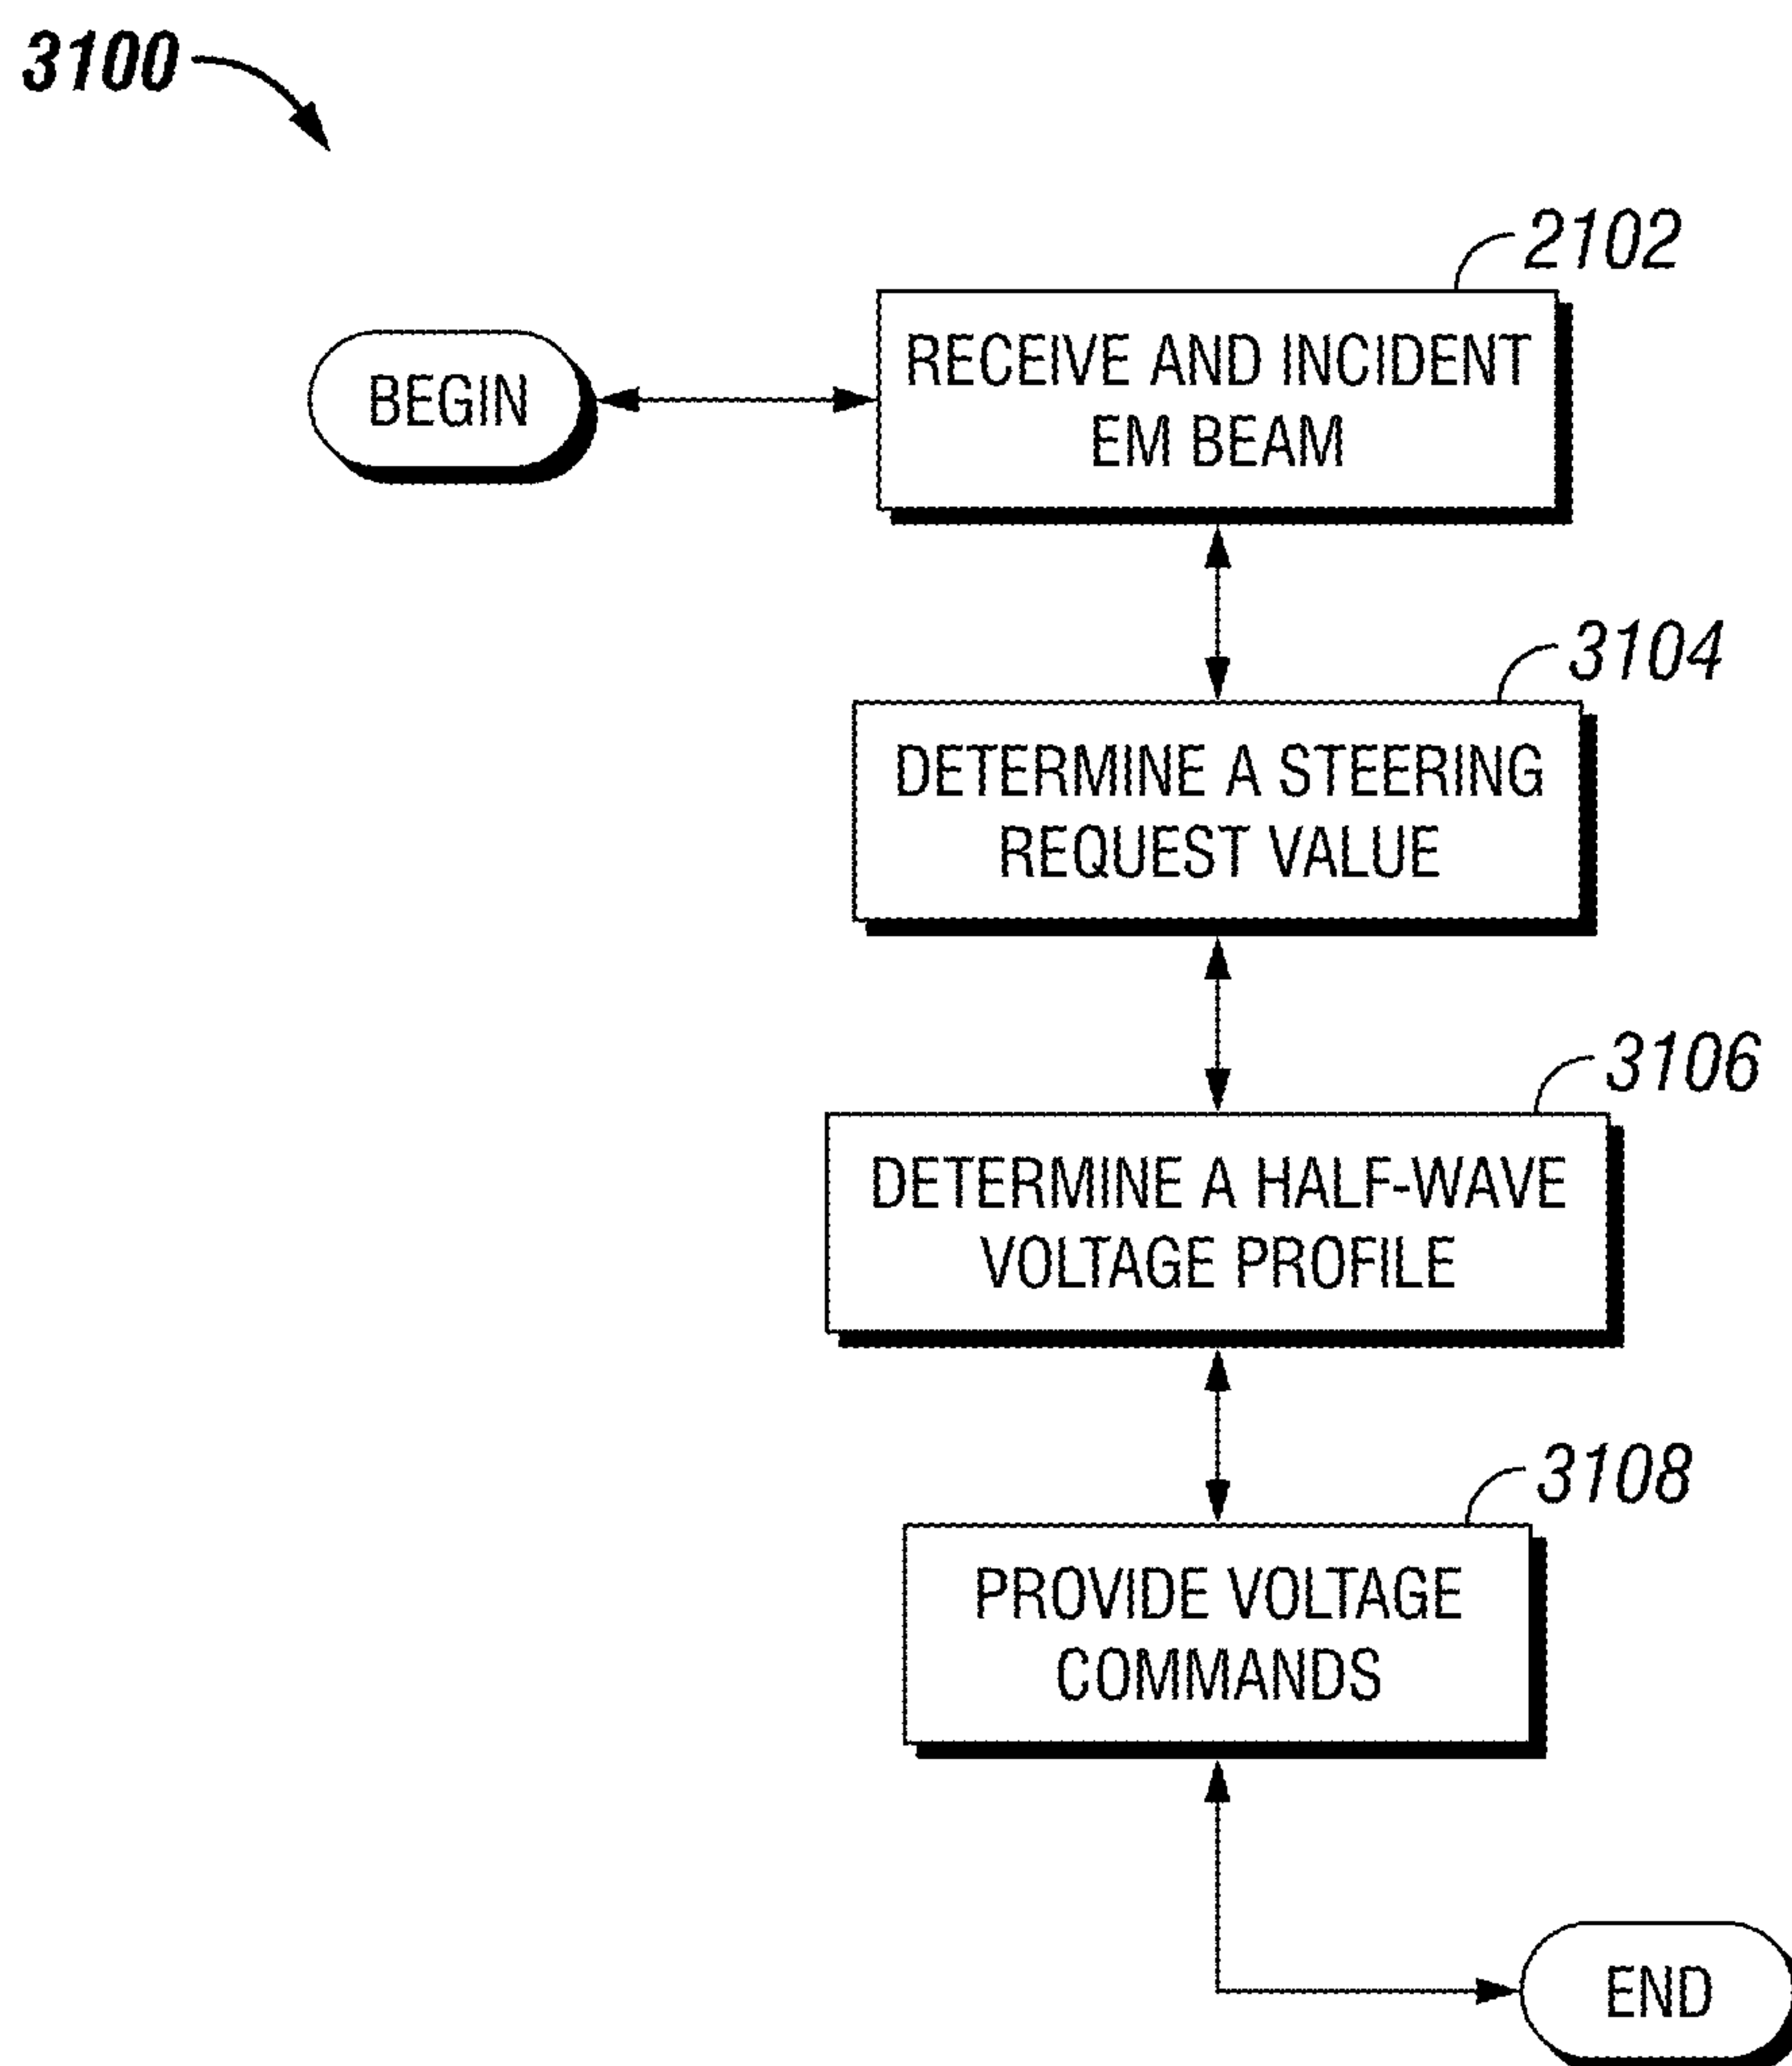 3100
2102
BEGIN
RECEIVE AND INCIDENT
EM BEAM
3104
DETERMINE A STEERING
REQUEST VALUE
3106
DETERMINE A HALF-WAVE
VOLTAGE PROFILE
3108
PROVIDE VOLTAGE
COMMANDS
END